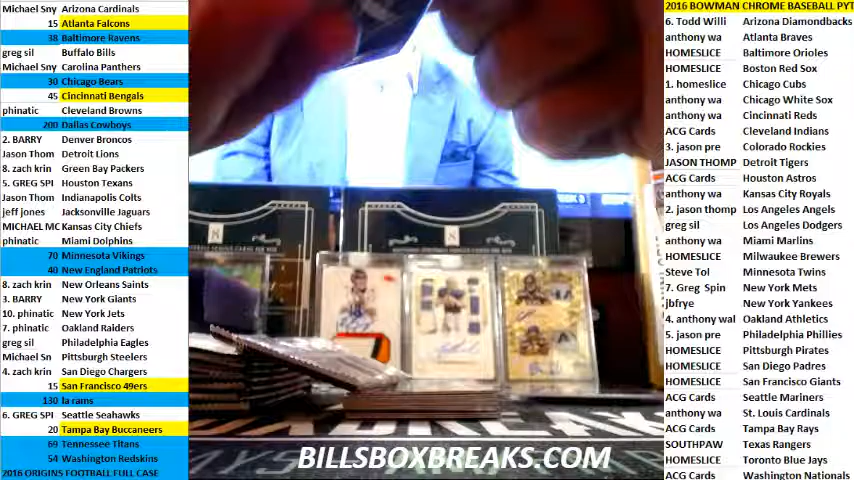 Michael Sny Arizona Cardinals
15 Atlanta Falcons
38 Baltimore Ravens
greg sil Buffalo Bills
Michael Sny Carolina Panthers
30 Chicago Bears
45 Cincinnati Bengals
phinatic Cleveland Browns
200 Dallas Cowboys
2. BARRY Denver Broncos
Jason Thom Detroit Lions
8. zach krin Green Bay Packers
5. GREG SPI Houston Texans
Jason Thom Indianapolis Colts
jeff jones Jacksonville Jaguars
MICHAEL MC Kansas City Chiefs
phinatic Miami Dolphins
70 Minnesota Vikings
40 New England Patriots
8. zach krin New Orleans Saints
3. BARRY New York Giants
10. phinatic New York Jets
7. phinatic Oakland Raiders
greg sil Philadelphia Eagles
Michael Sn Pittsburgh Steelers
4. zach krin San Diego Chargers
15 San Francisco 49ers
130 la rams
6. GREG SPI Seattle Seahawks
20 Tampa Bay Buccaneers
69 Tennessee Titans
54 Washington Redskins
2016 ORIGINS FOOTBALL FULL CASE
BILLSBOXBREAKS.COM
2016 BOWMAN CHROME BASEBALL PYT
6. Todd Willi Arizona Diamondbacks
anthony wa Atlanta Braves
HOMESLICE Baltimore Orioles
HOMESLICE Boston Red Sox
1. homeslice Chicago Cubs
anthony wa Chicago White Sox
anthony wa Cincinnati Reds
ACG Cards Cleveland Indians
3. jason pre Colorado Rockies
JASON THOMP Detroit Tigers
ACG Cards Houston Astros
anthony wa Kansas City Royals
2. jason thomp Los Angeles Angels
greg sil Los Angeles Dodgers
anthony wa Miami Marlins
HOMESLICE Milwaukee Brewers
Steve Tol Minnesota Twins
7. Greg Spin New York Mets
jbfrye New York Yankees
4. anthony wal Oakland Athletics
5. jason pre Philadelphia Phillies
HOMESLICE Pittsburgh Pirates
HOMESLICE San Diego Padres
HOMESLICE San Francisco Giants
ACG Cards Seattle Mariners
anthony wa St. Louis Cardinals
ACG Cards Tampa Bay Rays
SOUTHPAW Texas Rangers
HOMESLICE Toronto Blue Jays
ACG Cards Washington Nationals